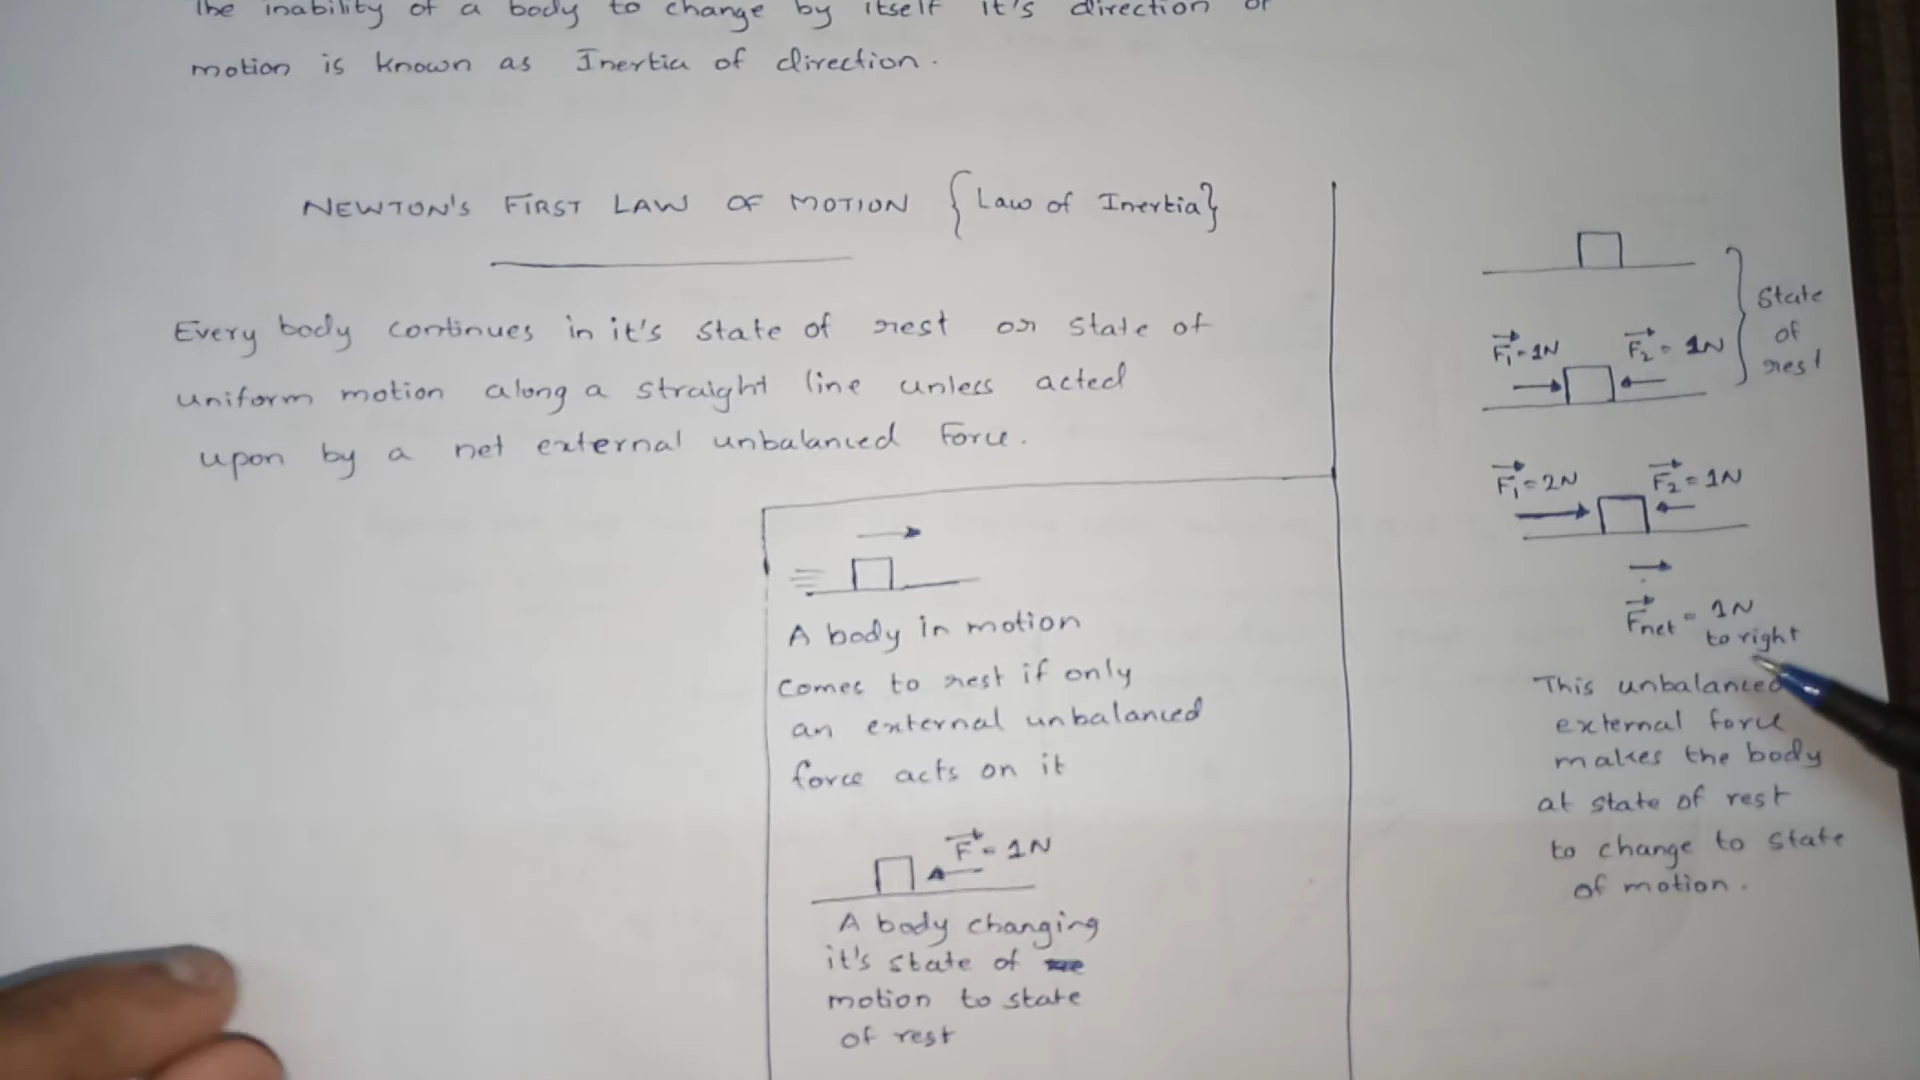 The inability of a body to change by itself it's direction of
motion is known as Inertia of direction.
NEWTON'S FIRST LAW OF MOTION {Law of Inertia}
Every body continues in it's state of rest or state of
uniform motion along a straight line unless acted
upon by a net external unbalanced Force.
A body in motion
comes to rest if only
an external unbalanced
force acts on it
F = 1N
A body changing
it's state of
motion to state
of rest
State
of
rest
F₁ = 1N F₂ = 1N
F₁ = 2N F₂ = 1N
Fnet = 1N
to right
This unbalanced
external force
makes the body
at state of rest
to change to state
of motion.